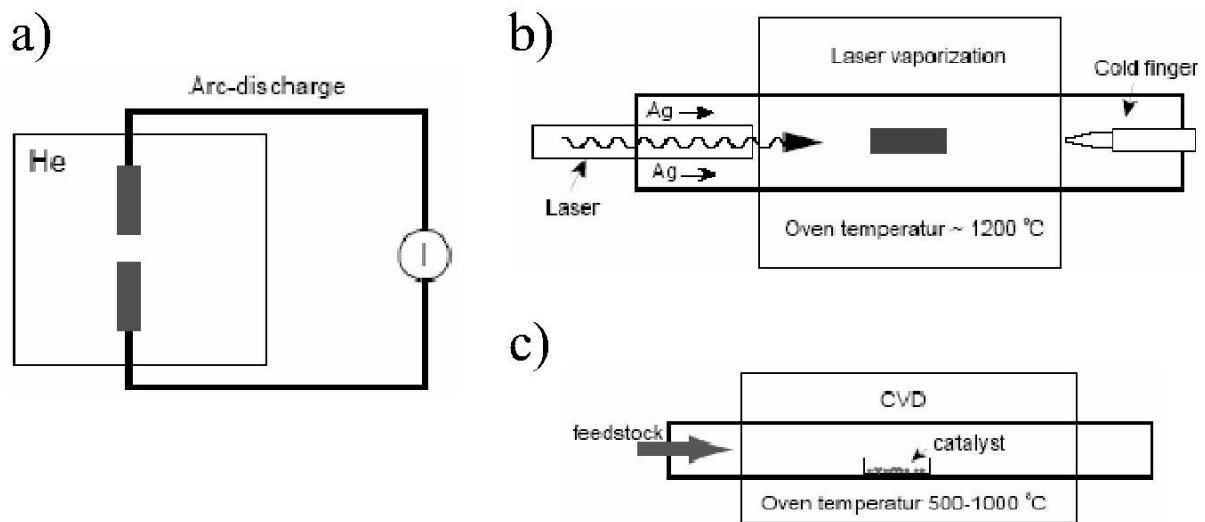 a)
Arc-discharge
He
I
b)
Laser vaporization
Cold finger
Ag
Ag
Laser
Oven temperatur ~ 1200 °C
c)
CVD
feedstock
catalyst
Oven temperatur 500-1000 °C